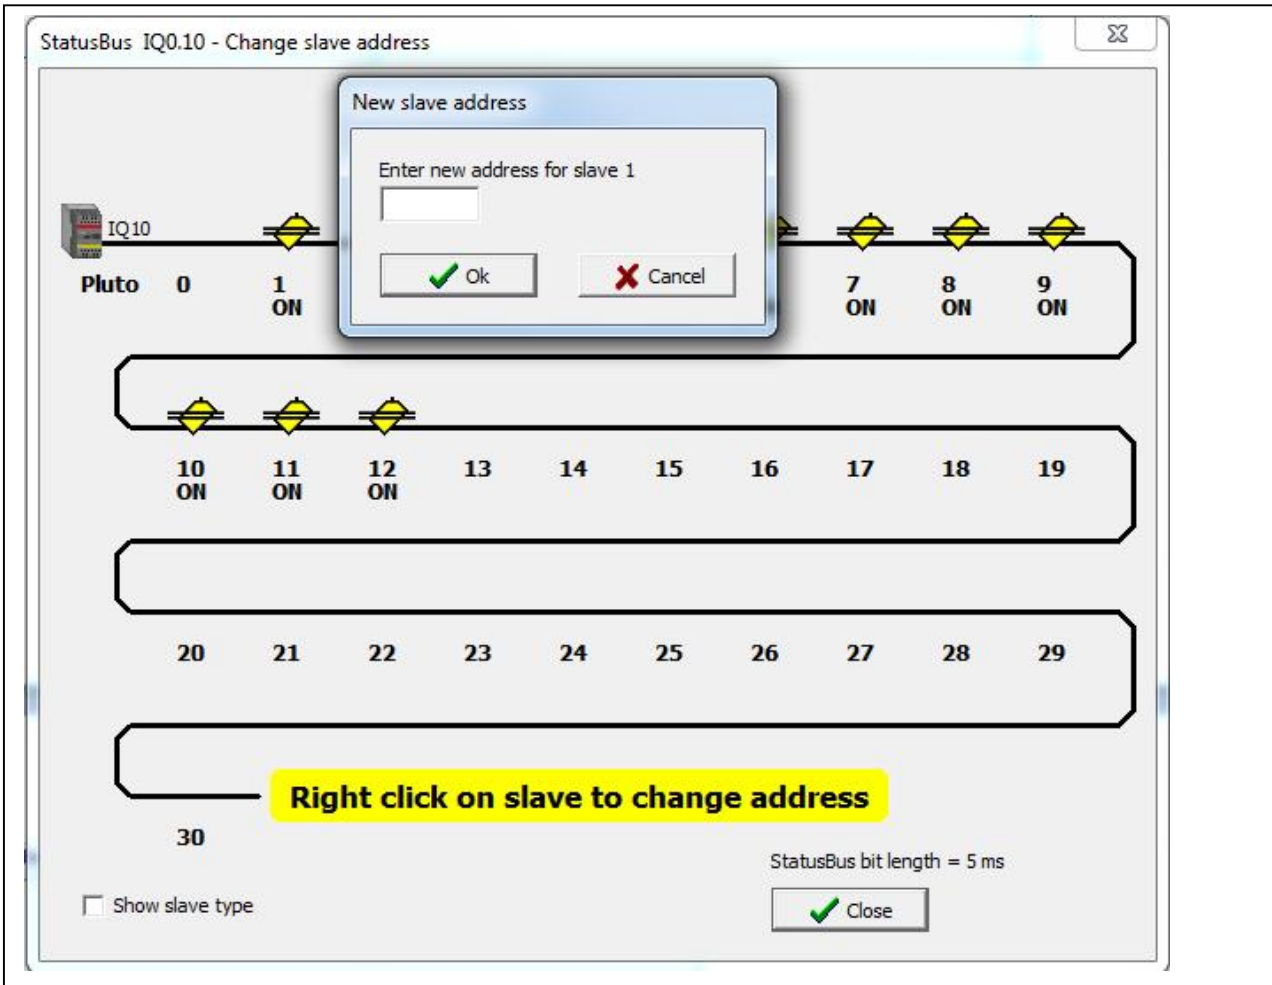 StatusBus IQ0.10 - Change slave address
New slave address
Enter new address for slave 1
Ok Cancel
IQ10
Pluto 0 1 7 8 9
ON ON ON ON
10 11 12 13 14 15 16 17 18 19
ON ON ON
20 21 22 23 24 25 26 27 28 29
Right click on slave to change address
30
StatusBus bit length = 5 ms
Show slave type
Close